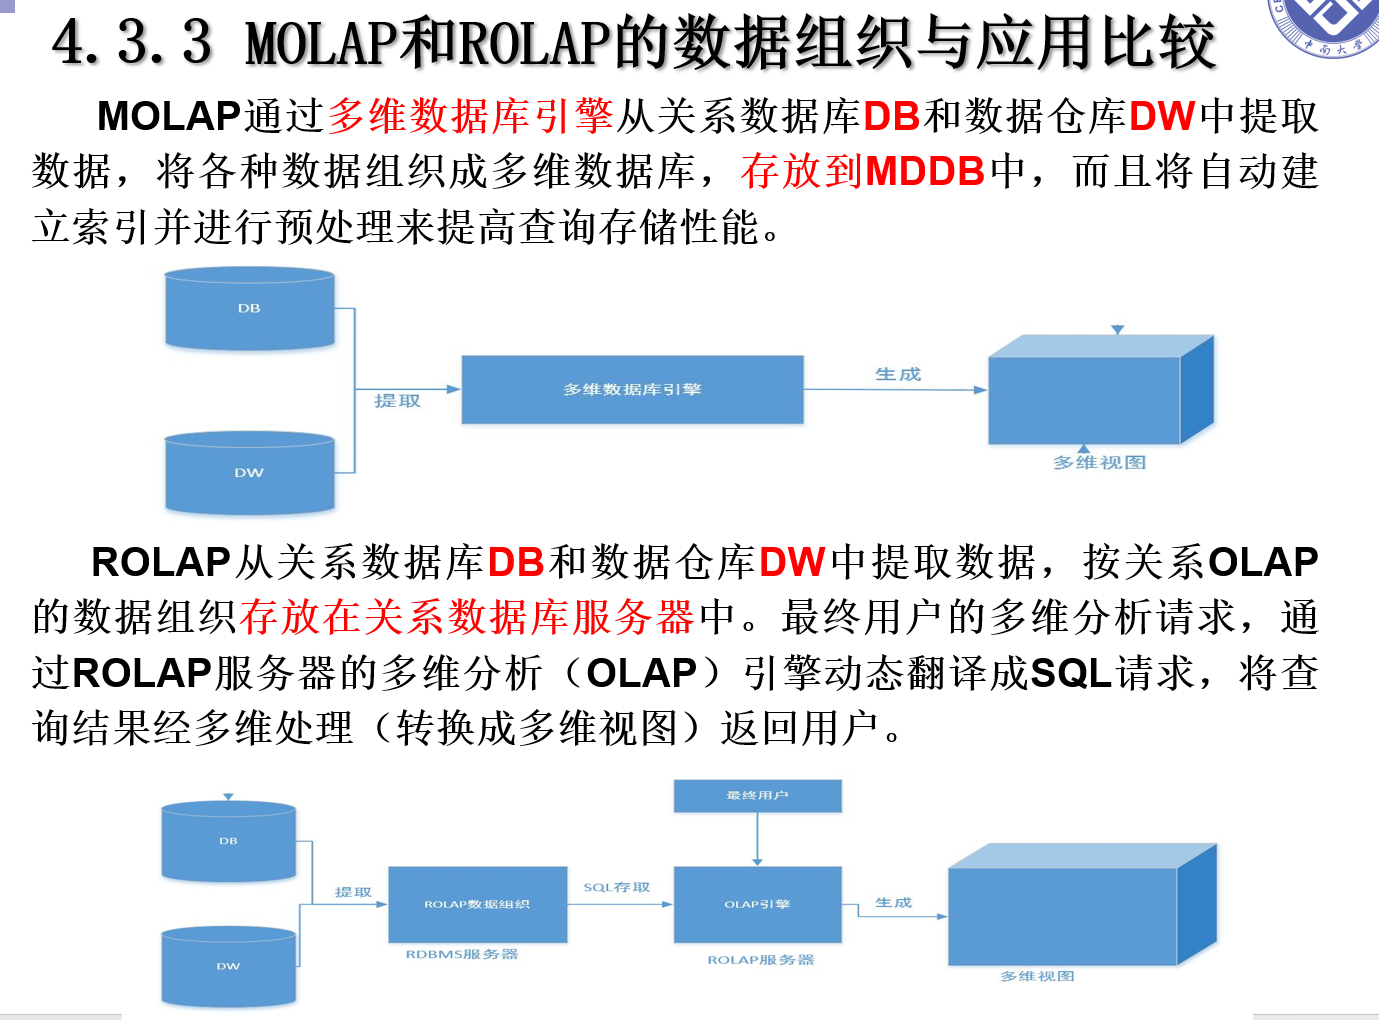 4.3.3 MOLAP和ROLAP的数据组织与应用比较
MOLAP通过多维数据库引擎从关系数据库DB和数据仓库DW中提取
数据，将各种数据组织成多维数据库，存放到MDDB中，而且将自动建
立索引并进行预处理来提高查询存储性能。
DB
提取
多维数据库引擎
生成
DW
多维视图
ROLAP从关系数据库DB和数据仓库DW中提取数据，按关系OLAP
的数据组织存放在关系数据库服务器中。最终用户的多维分析请求，通
过ROLAP服务器的多维分析（OLAP）引擎动态翻译成SQL请求，将查
询结果经多维处理（转换成多维视图）返回用户。
最终用户
DB
提取
ROLAP数据组织
SQL存取
OLAP引擎
生成
RDBMS服务器
ROLAP服务器
DW
多维视图
中南大学